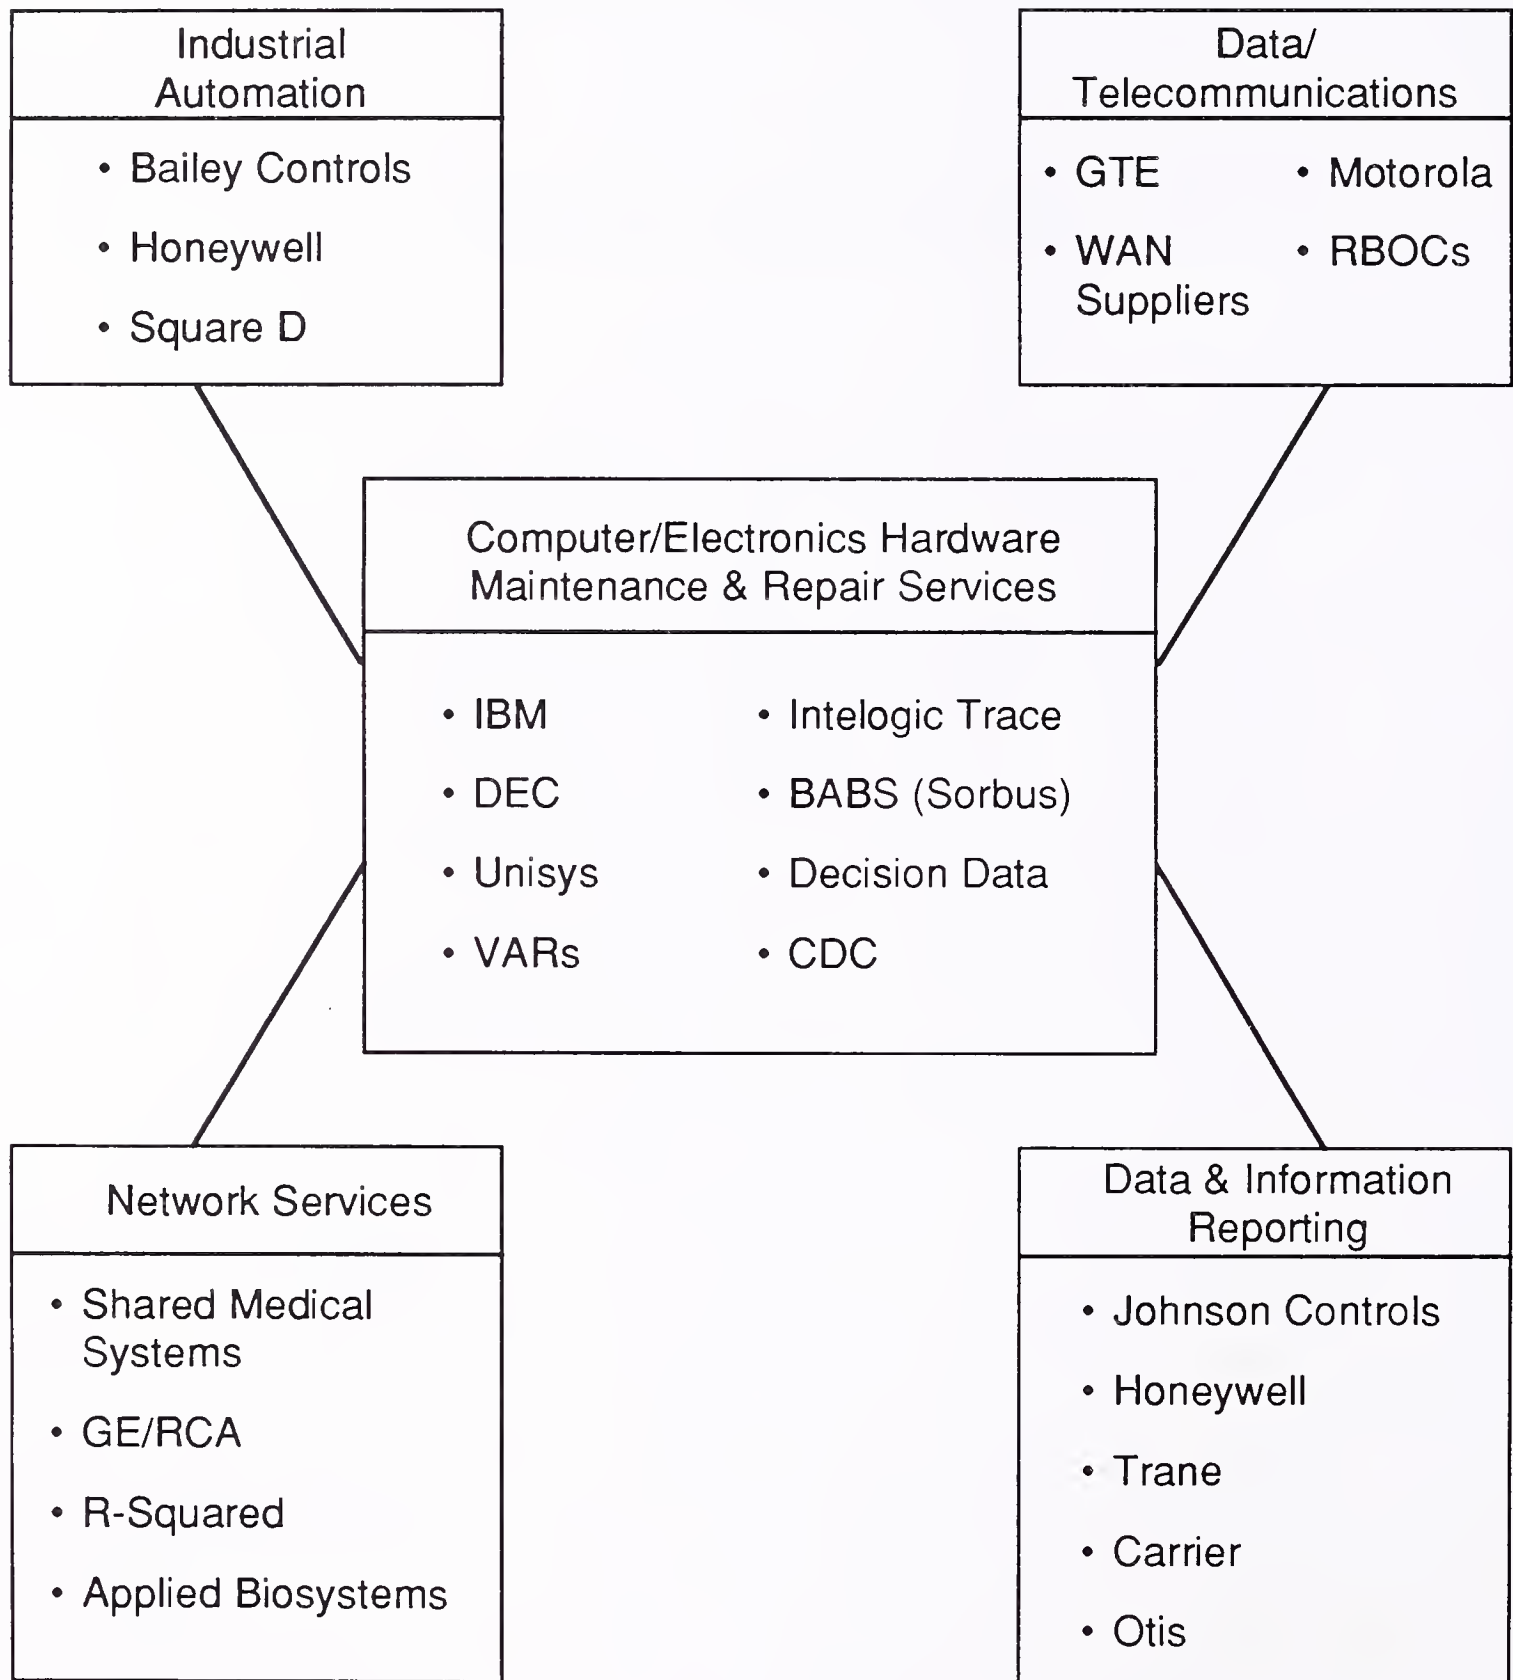 Industrial
Automation
• Bailey Controls
• Honeywell
• Square D
Data/
Telecommunications
• GTE
• WAN
Suppliers
• Motorola
• RBOCs
Computer/Electronics Hardware
Maintenance & Repair Services
• IBM
• DEC
• Unisys
• VARs
• Intelogic Trace
• BABS (Sorbus)
• Decision Data
• CDC
Network Services
• Shared Medical
Systems
• GE/RCA
• R-Squared
• Applied Biosystems
Data & Information
Reporting
• Johnson Controls
• Honeywell
• Trane
• Carrier
• Otis